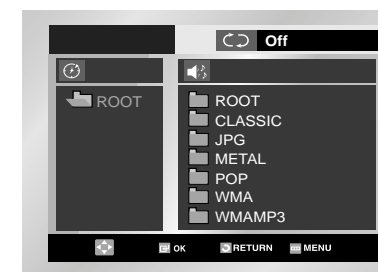 Off
ROOT
ROOT
CLASSIC
JPG
METAL
POP
WMA
WMAMP3
OK RETURN MENU